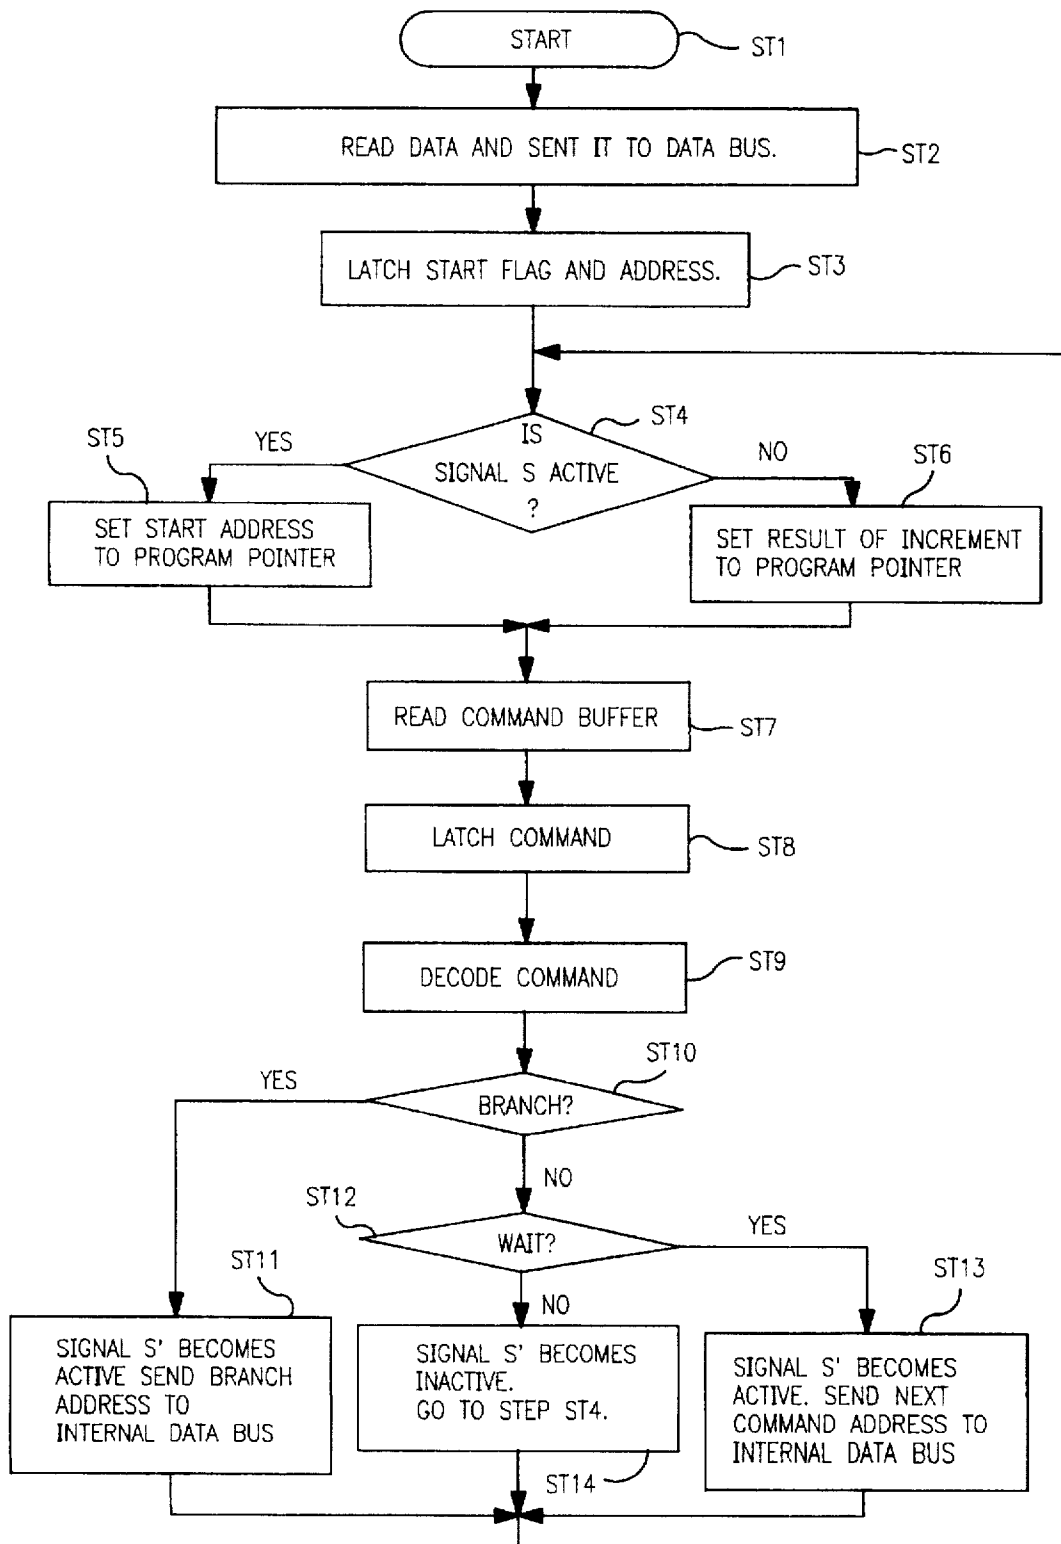 START
ST1
READ DATA AND SENT IT TO DATA BUS.
ST2
LATCH START FLAG AND ADDRESS.
ST3
ST4
IS
SIGNAL S ACTIVE
?
YES
NO
ST5
SET START ADDRESS
TO PROGRAM POINTER
ST6
SET RESULT OF INCREMENT
TO PROGRAM POINTER
READ COMMAND BUFFER
ST7
LATCH COMMAND
ST8
DECODE COMMAND
ST9
ST10
BRANCH?
YES
NO
ST12
WAIT?
YES
NO
ST11
SIGNAL S' BECOMES
ACTIVE SEND BRANCH
ADDRESS TO
INTERNAL DATA BUS
SIGNAL S' BECOMES
INACTIVE.
GO TO STEP ST4.
ST14
ST13
SIGNAL S' BECOMES
ACTIVE. SEND NEXT
COMMAND ADDRESS TO
INTERNAL DATA BUS